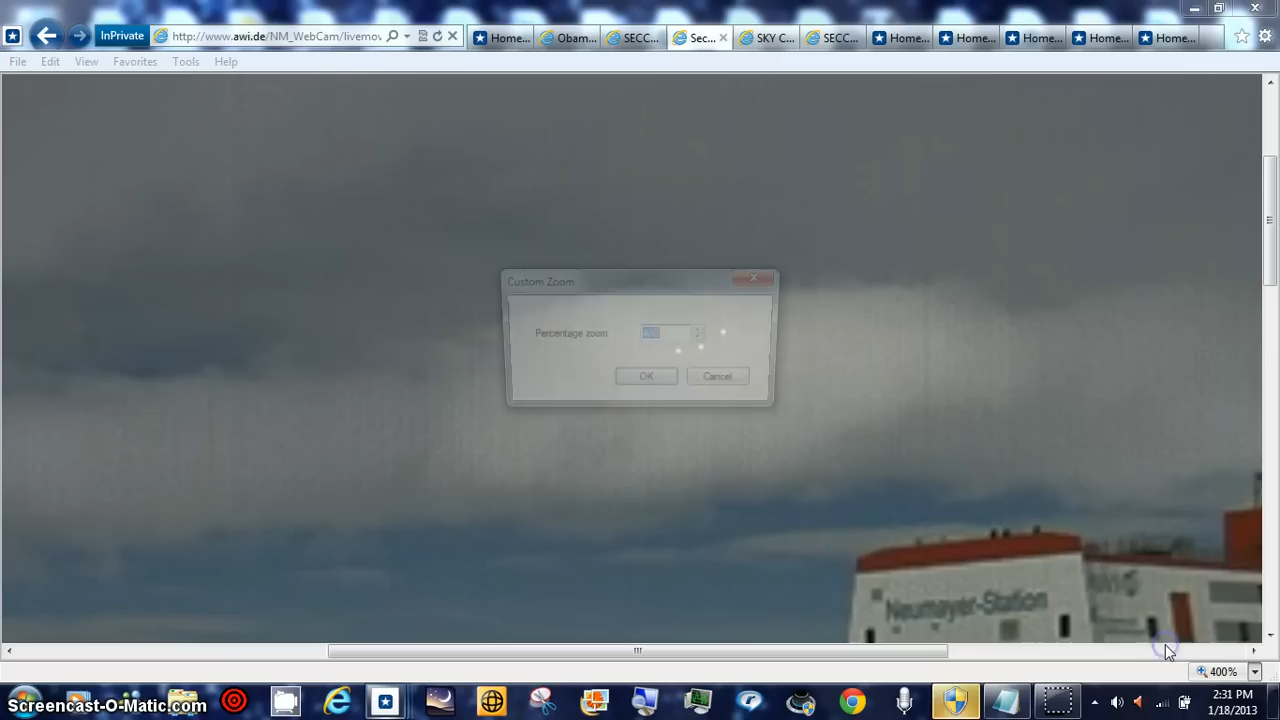 InPrivate
http://www.awi.de/NM_WebCam/livemov
Home...
Obam...
SECC...
Sec...
SKY C...
SECC...
Home...
Home...
Home...
Home...
Home...
File Edit View Favorites Tools Help
Custom Zoom
Percentage zoom:
400
OK Cancel
Neumayer-Station
400%
2:31 PM
1/18/2013
Screencast-O-Matic.com